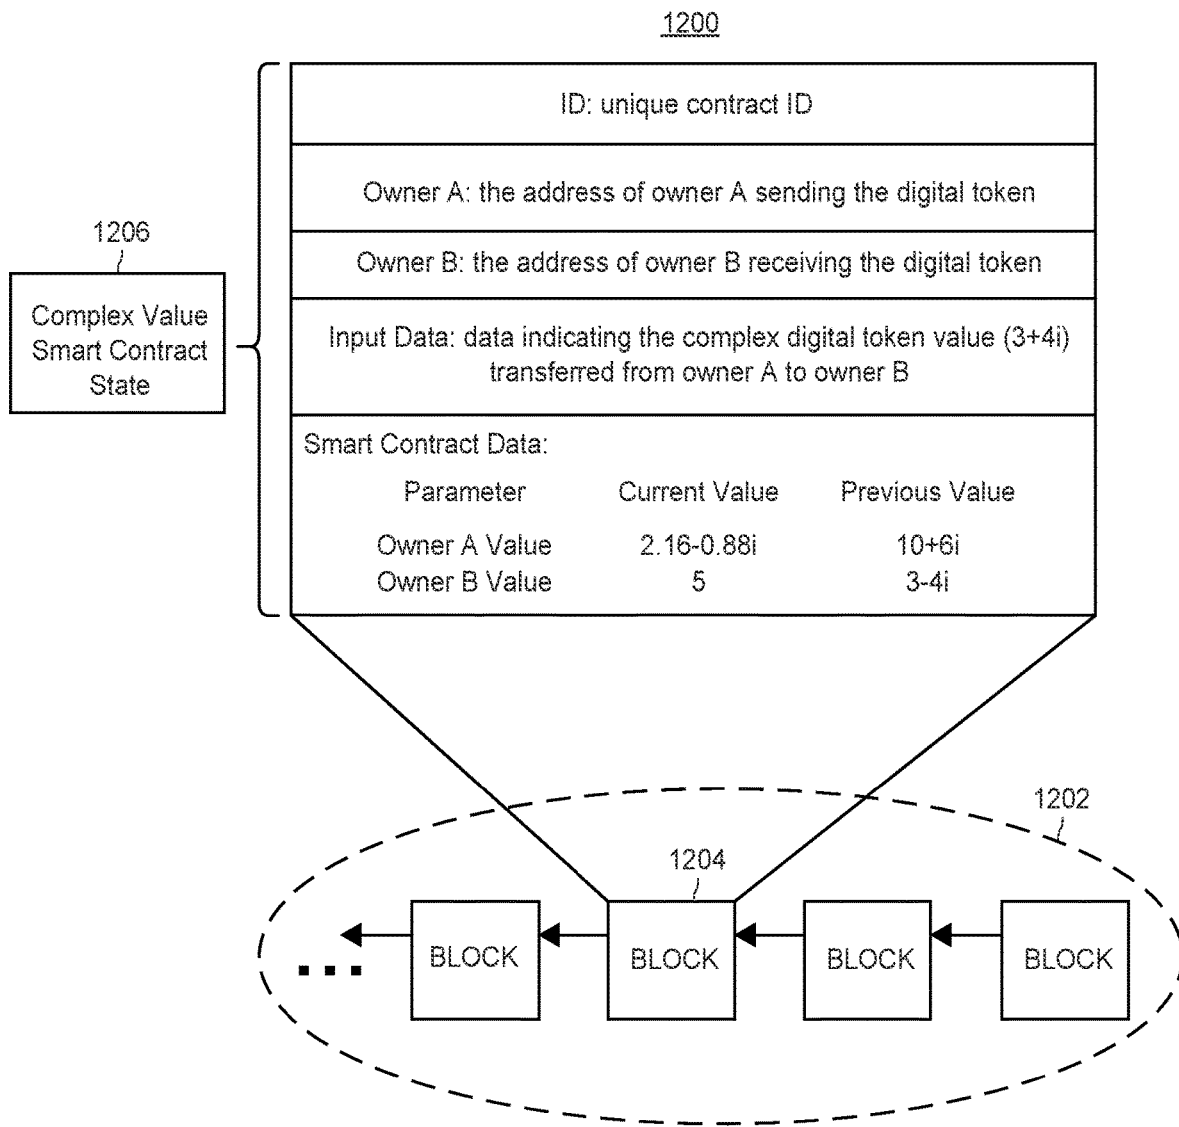 1200
ID: unique contract ID
Owner A: the address of owner A sending the digital token
1206
Owner B: the address of owner B receiving the digital token
Complex Value
Smart Contract
State
Input Data: data indicating the complex digital token value (3+4i)
transferred from owner A to owner B
Smart Contract Data:
Parameter Current Value Previous Value
Owner A Value 2.16-0.88i 10+6i
Owner B Value 5 3-4i
1202
1204
BLOCK BLOCK BLOCK BLOCK